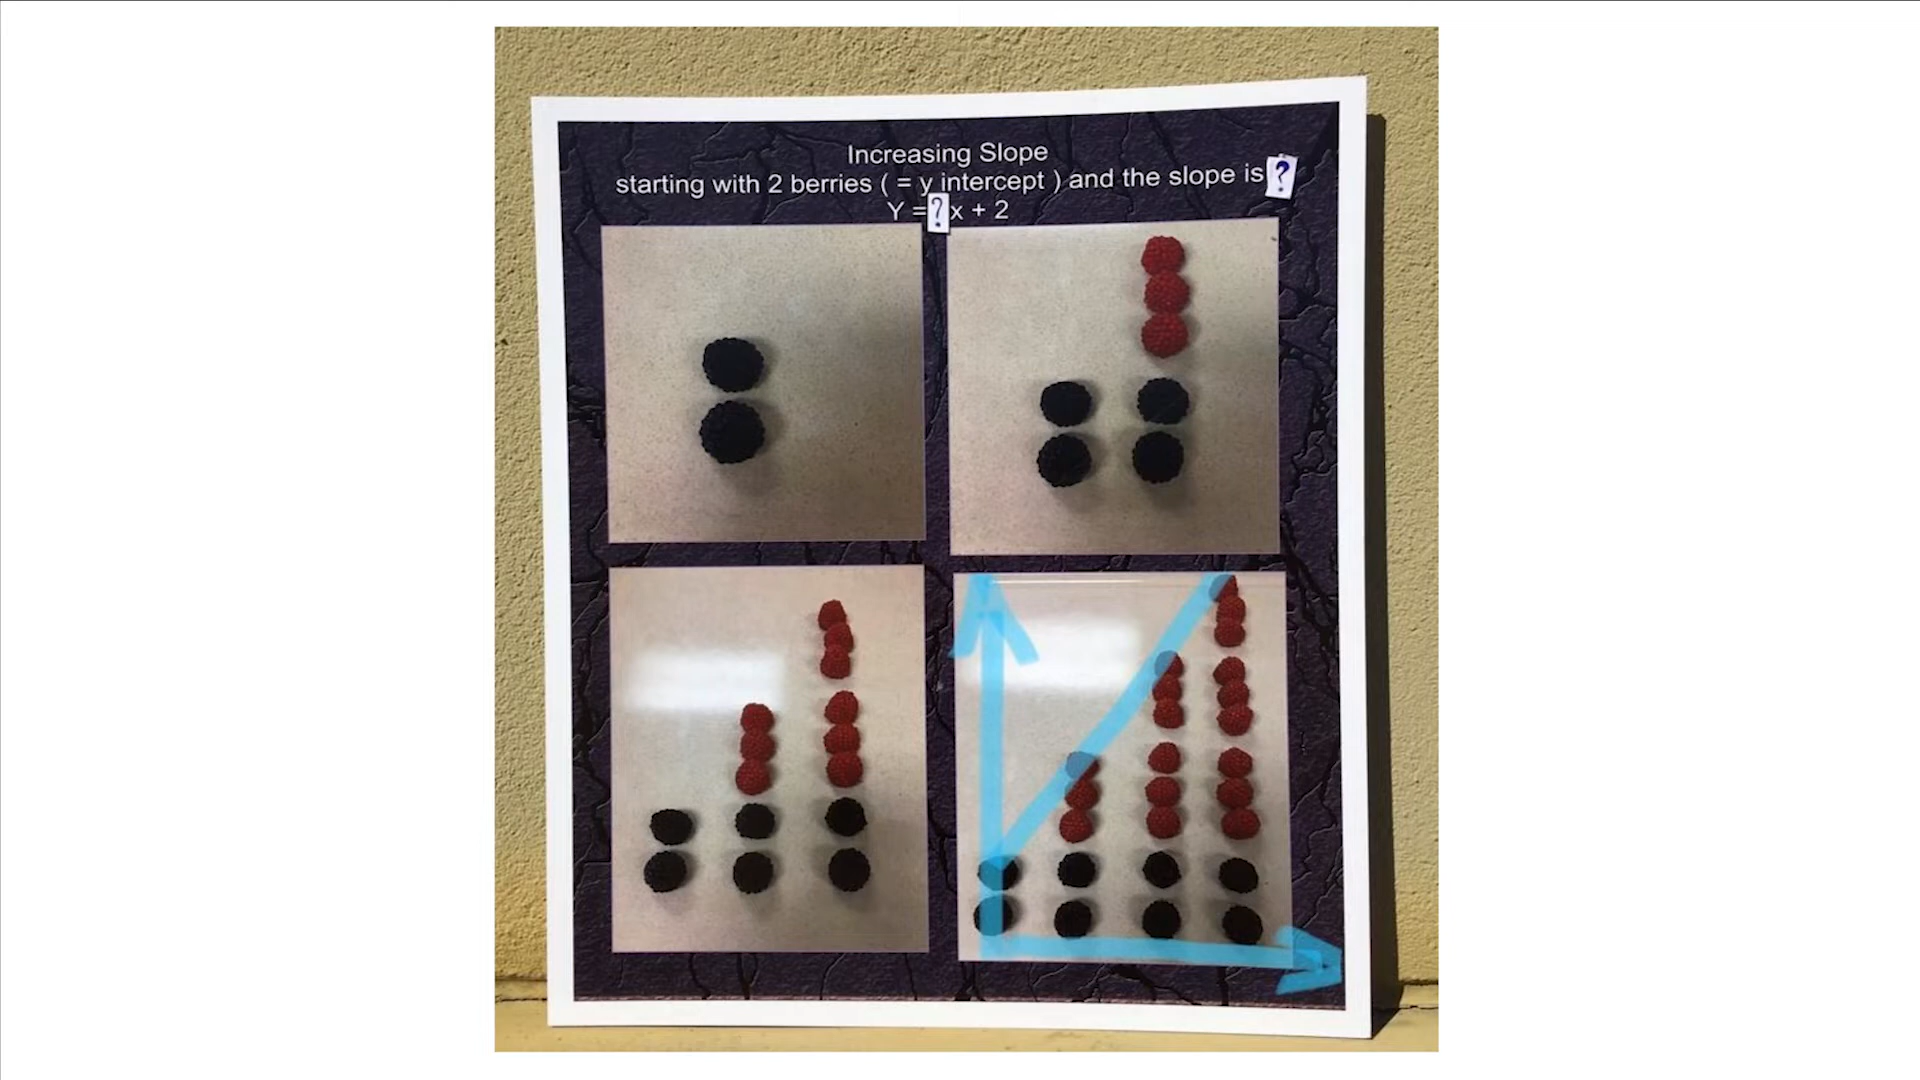 Increasing Slope
starting with 2 berries ( = y intercept ) and the slope is ?
Y = ? x + 2